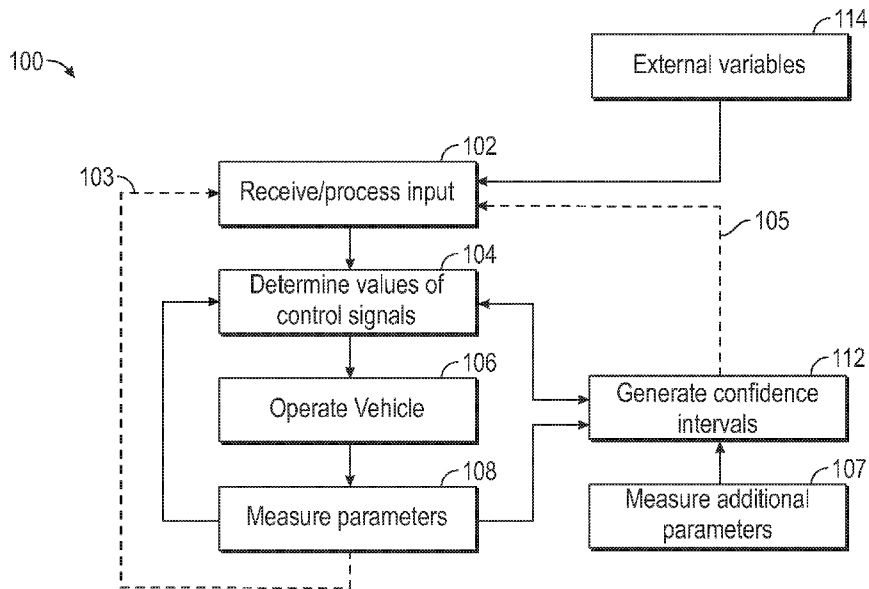 114
External variables
100
102
Receive/process input
103
105
104
Determine values of
control signals
106
Operate Vehicle
112
Generate confidence
intervals
108
Measure parameters
107
Measure additional
parameters